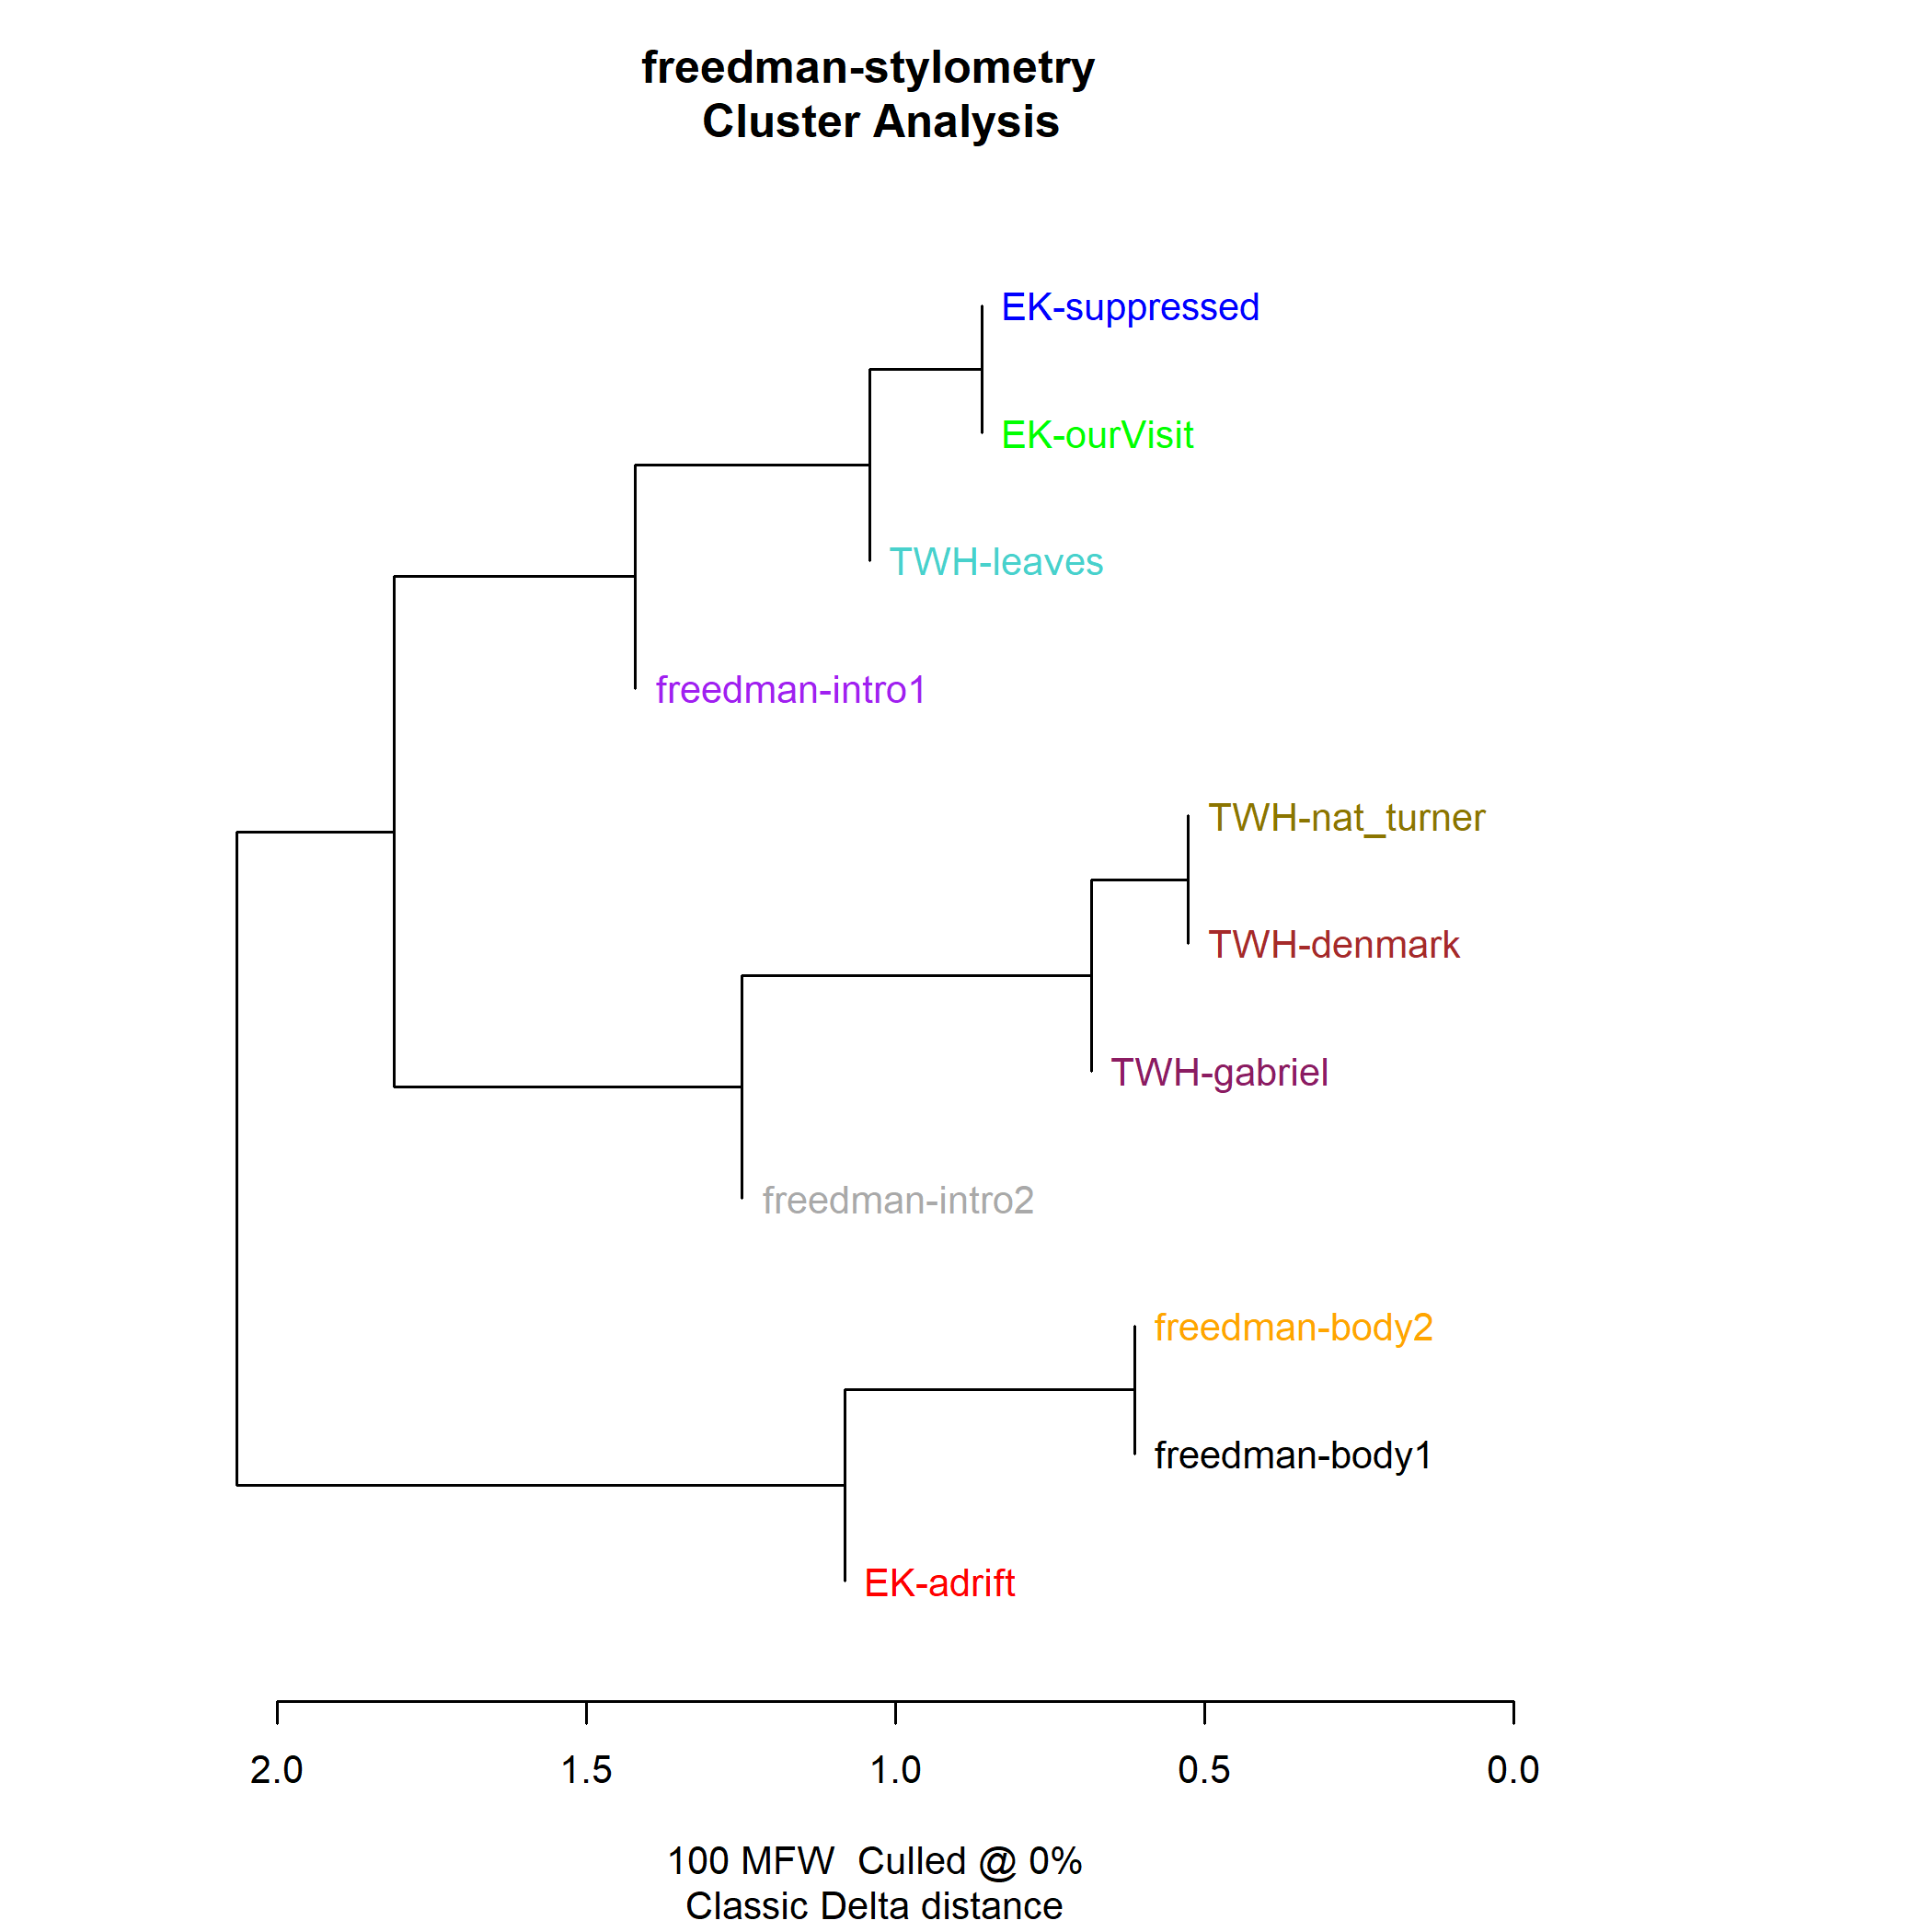 freedman-stylometry
Cluster Analysis
EK-suppressed
EK-ourVisit
TWH-leaves
freedman-intro1
TWH-nat_turner
TWH-denmark
TWH-gabriel
freedman-intro2
freedman-body2
freedman-body1
EK-adrift
2.0 1.5 1.0 0.5 0.0
100 MFW  Culled @ 0%
Classic Delta distance